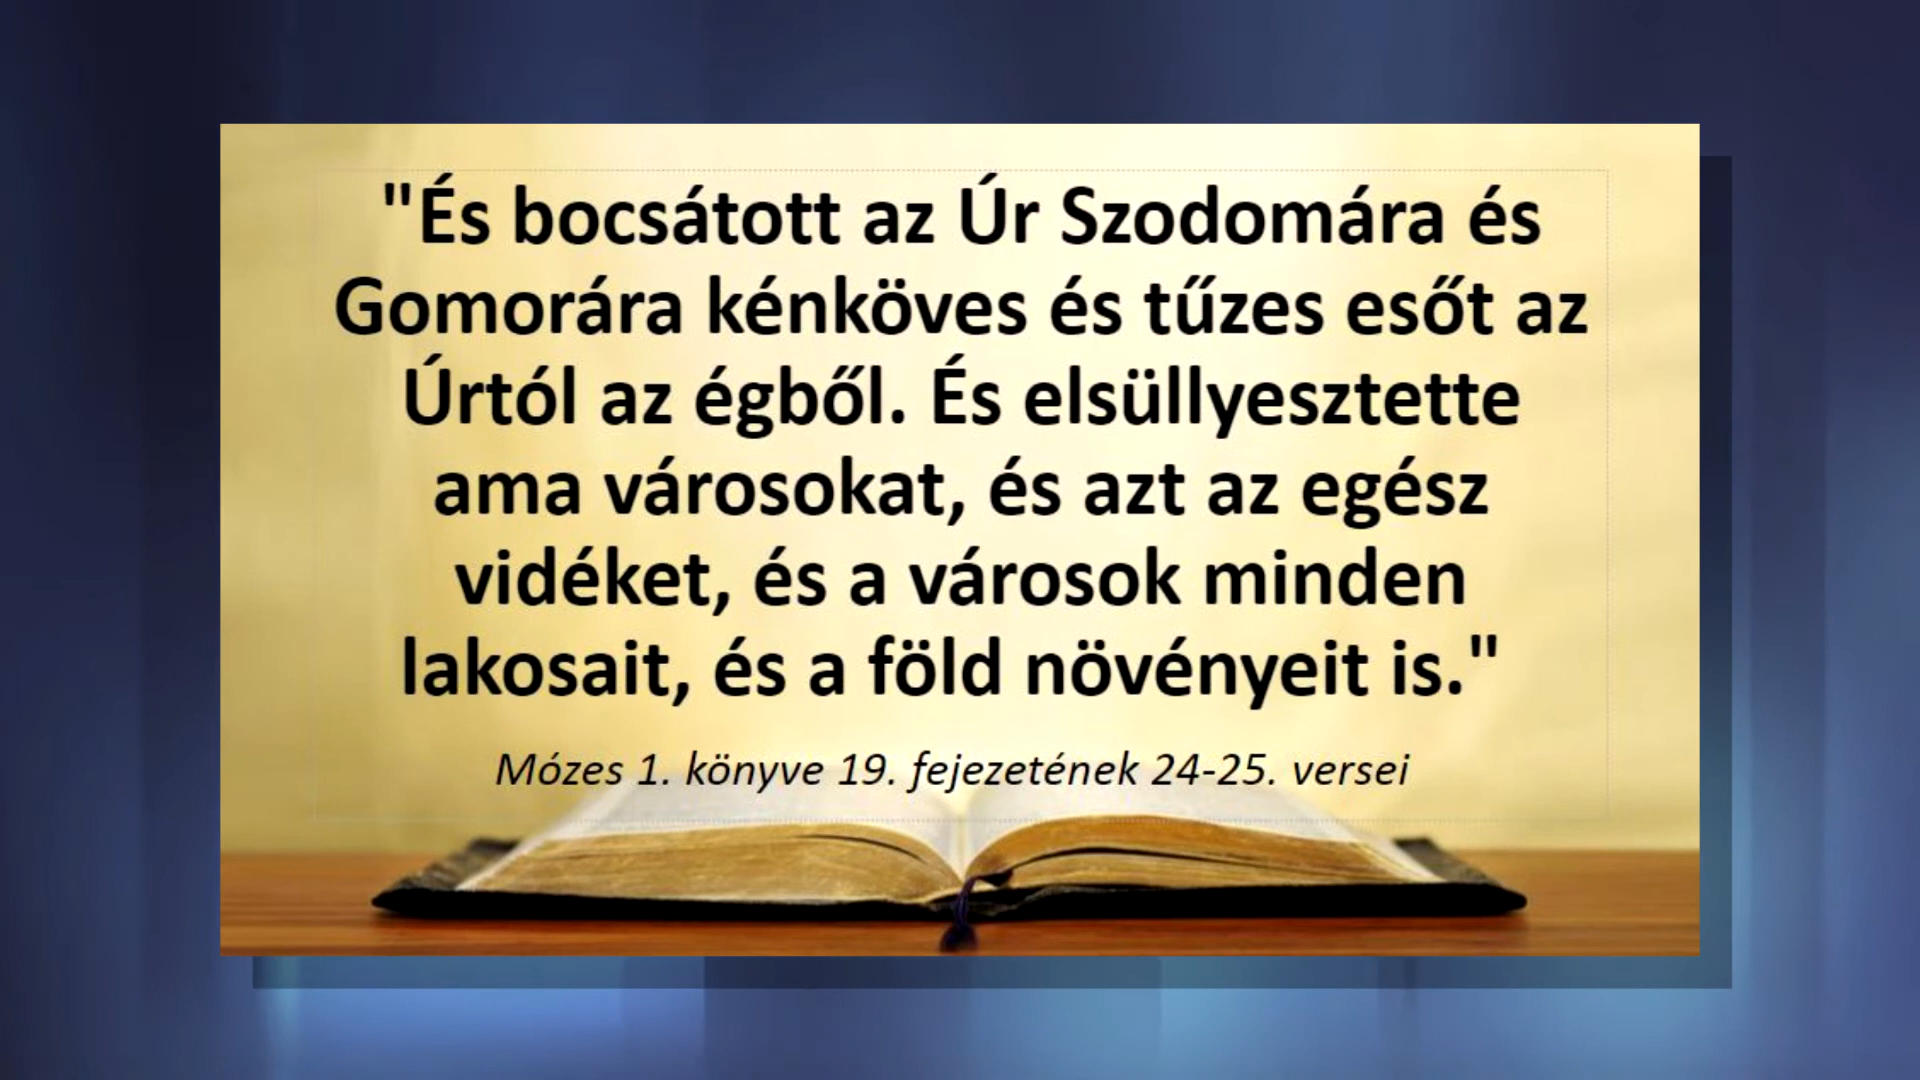 "És bocsátott az Úr Szodomára és
Gomorára kénköves és tűzes esőt az
Úrtól az égből. És elsüllyesztette
ama városokat, és azt az egész
vidéket, és a városok minden
lakosait, és a föld növényeit is."
Mózes 1. könyve 19. fejezetének 24-25. versei